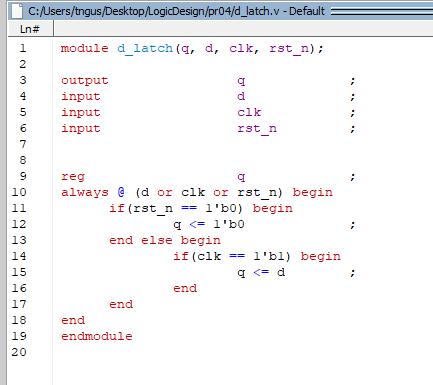 C:/Users/tngus/Desktop/LogicDesign/pr04/d_latch.v - Default
Ln#
1 module d_latch(q, d, clk, rst_n);
2
3 output q ;
4 input d ;
5 input clk ;
6 input rst_n ;
7
8
9 reg q ;
10 always @ (d or clk or rst_n) begin
11 if(rst_n == 1'b0) begin
12 q <= 1'b0 ;
13 end else begin
14 if(clk == 1'b1) begin
15 q <= d ;
16 end
17 end
18 end
19 endmodule
20